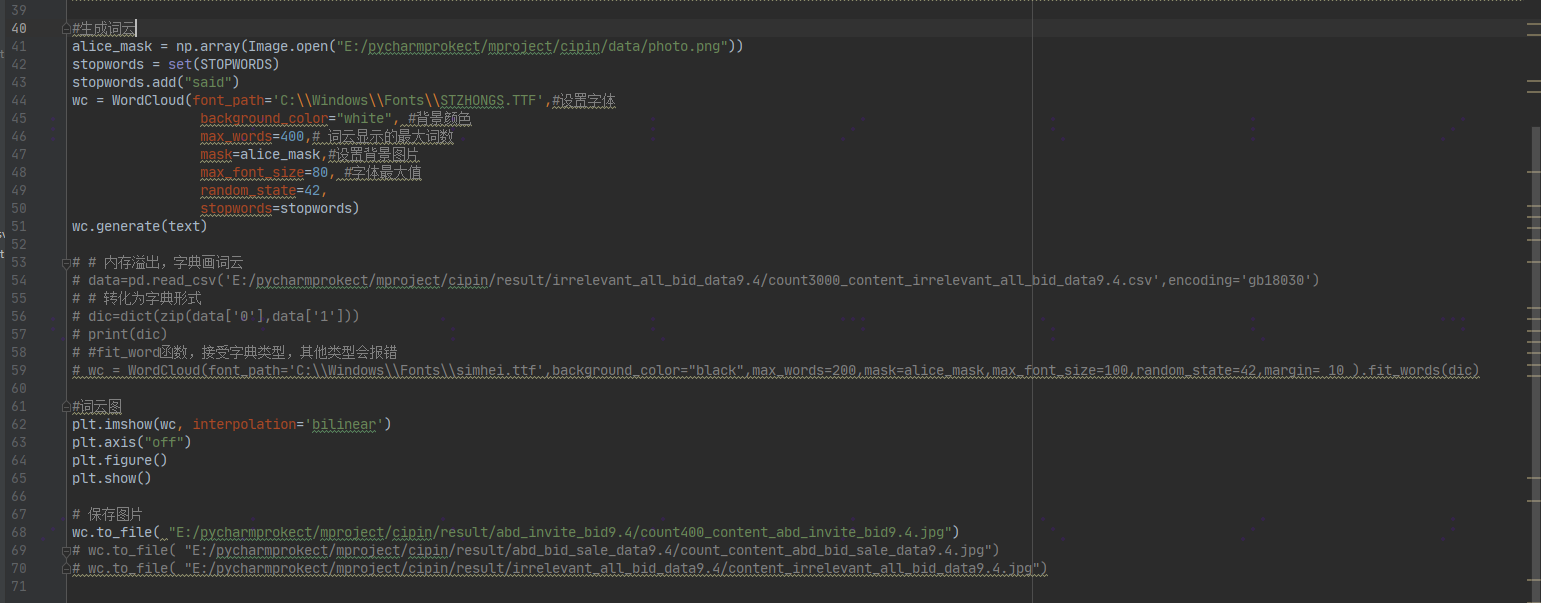 39
40 #生成词云
41 alice_mask = np.array(Image.open("E:/pycharmprokect/mproject/cipin/data/photo.png"))
42 stopwords = set(STOPWORDS)
43 stopwords.add("said")
44 wc = WordCloud(font_path='C:\\Windows\\Fonts\\STZHONGS.TTF',#设置字体
45 background_color="white", #背景颜色
46 max_words=400,# 词云显示的最大词数
47 mask=alice_mask,#设置背景图片
48 max_font_size=80, #字体最大值
49 random_state=42,
50 stopwords=stopwords)
51 wc.generate(text)
52
53 # # 内存溢出，字典画词云
54 # data=pd.read_csv('E:/pycharmprokect/mproject/cipin/result/irrelevant_all_bid_data9.4/count3000_content_irrelevant_all_bid_data9.4.csv',encoding='gb18030')
55 # # 转化为字典形式
56 # dic=dict(zip(data['0'],data['1']))
57 # print(dic)
58 # #fit_word函数，接受字典类型，其他类型会报错
59 # wc = WordCloud(font_path='C:\\Windows\\Fonts\\simhei.ttf',background_color="black",max_words=200,mask=alice_mask,max_font_size=100,random_state=42,margin= 10 ).fit_words(dic)
60
61 #词云图
62 plt.imshow(wc, interpolation='bilinear')
63 plt.axis("off")
64 plt.figure()
65 plt.show()
66
67 # 保存图片
68 wc.to_file( "E:/pycharmprokect/mproject/cipin/result/abd_invite_bid9.4/count400_content_abd_invite_bid9.4.jpg")
69 # wc.to_file( "E:/pycharmprokect/mproject/cipin/result/abd_bid_sale_data9.4/count_content_abd_bid_sale_data9.4.jpg")
70 # wc.to_file( "E:/pycharmprokect/mproject/cipin/result/irrelevant_all_bid_data9.4/content_irrelevant_all_bid_data9.4.jpg")
71